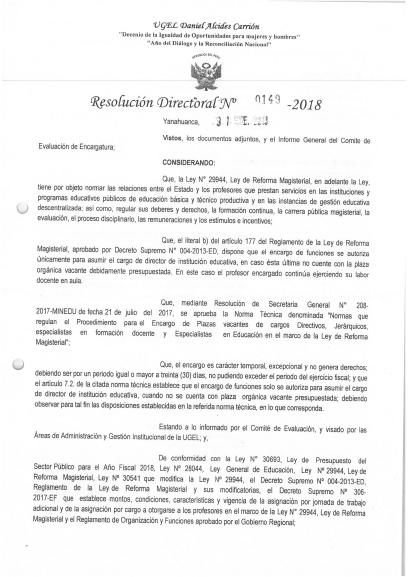 UGEL Daniel Alcides Carrión
"Decenio de la Igualdad de Oportunidades para mujeres y hombres"
"Año del Diálogo y la Reconciliación Nacional"
Resolución Directoral Nº 0149 -2018
Yanahuanca, 31 ENE. 2018
Vistos, los documentos adjuntos, y el Informe General del Comite de
Evaluación de Encargatura;
CONSIDERANDO:
Que, la Ley N° 29944, Ley de Reforma Magisterial, en adelante la Ley,
tiene por objeto normar las relaciones entre el Estado y los profesores que prestan servicios en las instituciones y
programas educativos públicos de educación básica y técnico productiva y en las instancias de gestión educativa
descentralizada; así como, regular sus deberes y derechos, la formación continua, la carrera pública magisterial, la
evaluación, el proceso disciplinario, las remuneraciones y los estímulos e incentivos;
Que, el literal b) del artículo 177 del Reglamento de la Ley de Reforma
Magisterial, aprobado por Decreto Supremo N° 004-2013-ED, dispone que el encargo de funciones se autoriza
únicamente para asumir el cargo de director de institución educativa, en caso ésta última no cuente con la plaza
orgánica vacante debidamente presupuestada. En este caso el profesor encargado continúa ejerciendo su labor
docente en aula.
Que, mediante Resolución de Secretaría General N° 208-
2017-MINEDU de fecha 21 de julio del 2017, se aprueba la Norma Técnica denominada "Normas que
regulan el Procedimiento para el Encargo de Plazas vacantes de cargos Directivos, Jerárquicos,
especialistas en formación docente y Especialistas en Educación en el marco de la Ley de Reforma
Magisterial";
Que, el encargo es carácter temporal, excepcional y no genera derechos;
debiendo ser por un periodo igual o mayor a treinta (30) días, no pudiendo exceder el periodo del ejercicio fiscal; y que
el artículo 7.2. de la citada norma técnica establece que el encargo de funciones solo se autoriza para asumir el cargo
de director de institución educativa, cuando no se cuente con plaza orgánica vacante presupuestada; debiendo
observar para tal fin las disposiciones establecidas en la referida norma técnica, en lo que corresponda.
Estando a lo informado por el Comité de Evaluación, y visado por las
Áreas de Administración y Gestión Institucional de la UGEL; y,
De conformidad con la Ley N° 30693, Ley de Presupuesto del
Sector Público para el Año Fiscal 2018, Ley N° 28044, Ley General de Educación, Ley N° 29944, Ley de
Reforma Magisterial, Ley N° 30541 que modifica la Ley N° 29944, el Decreto Supremo N° 004-2013-ED,
Reglamento de la Ley de Reforma Magisterial y sus modificatorias, el Decreto Supremo N° 306-
2017-EF que establece montos, condiciones, características y vigencia de la asignación por jornada de trabajo
adicional y de la asignación por cargo a otorgarse a los profesores en el marco de la Ley N° 29944, Ley de Reforma
Magisterial y el Reglamento de Organización y Funciones aprobado por el Gobierno Regional;